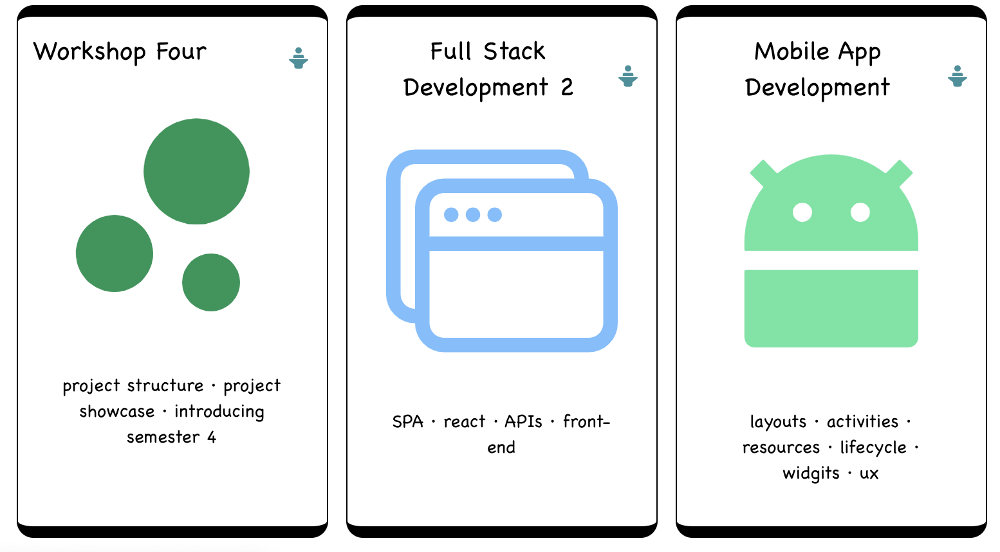 Workshop Four
project structure · project
showcase · introducing
semester 4
Full Stack
Development 2
SPA · react · APIs · front-
end
Mobile App
Development
layouts · activities ·
resources · lifecycle ·
widgits · ux